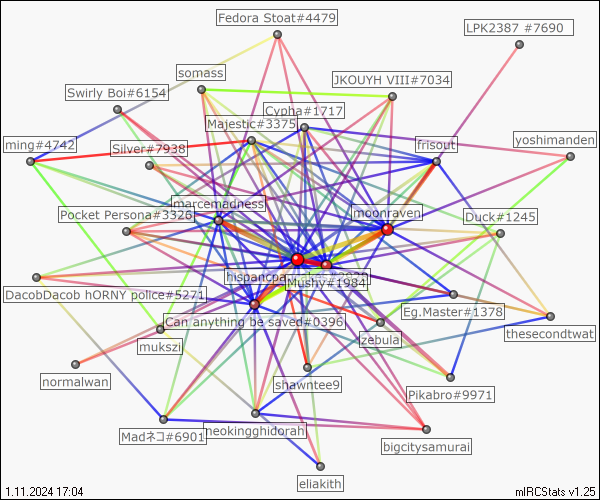 Fedora Stoat#4479
LPK2387 #7690
somass
JKOUYH VIII#7034
Swirly Boi#6154
Cypha#1717
Majestic#3375
ming#4742
Silver#7938
frisout
yoshimanden
marcemadness
moonraven
Pocket Persona#3326
Duck#1245
hispancoa
Mushy#1984
DacobDacob hORNY police#5271
Eg.Master#1378
Can anything be saved#0396
thesecondtwat
mukszi
zebula
normalwan
shawntee9
Pikabro#9971
Madネコ#6901
neokingghidorah
bigcitysamurai
eliakith
1.11.2024 17:04
mIRCStats v1.25